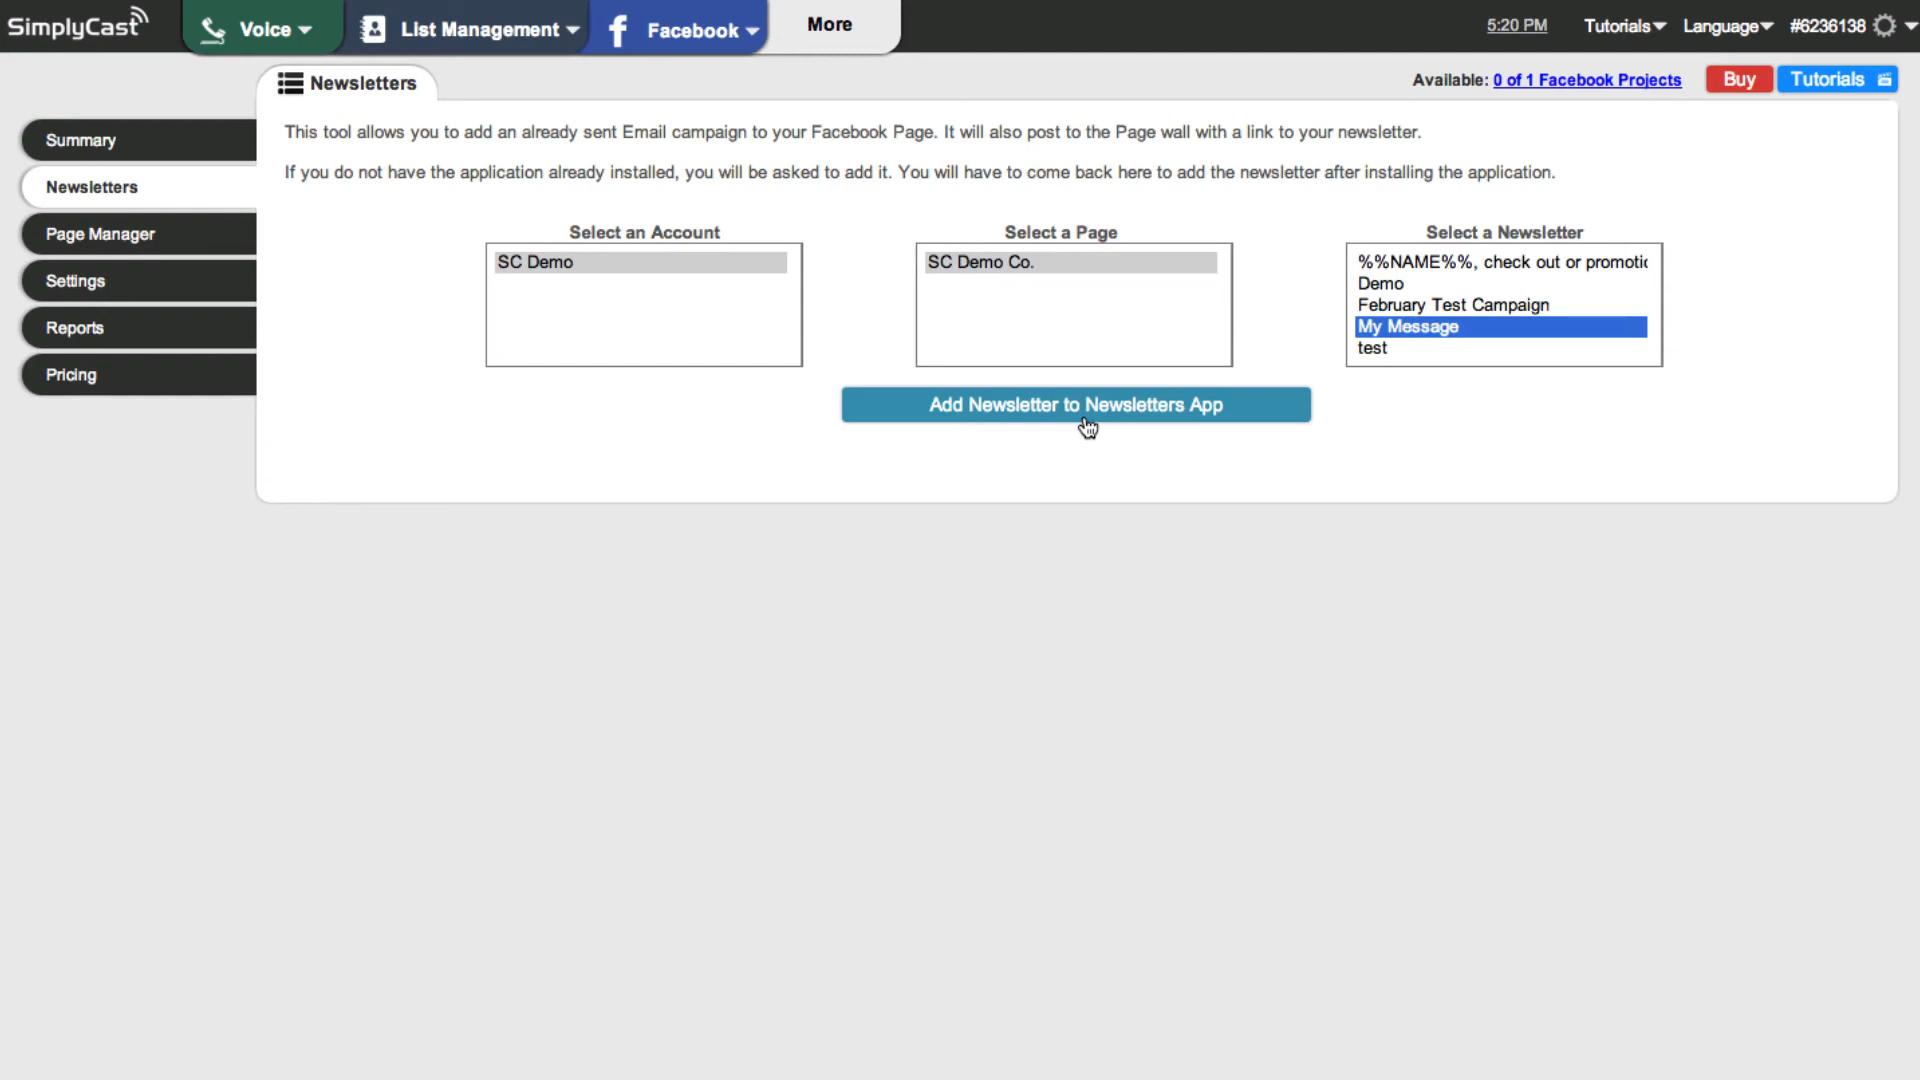 SimplyCast Voice List Management Facebook More 5:20 PM Tutorials Language #6236138
Newsletters Available: 0 of 1 Facebook Projects Buy Tutorials
Summary
Newsletters
Page Manager
Settings
Reports
Pricing
This tool allows you to add an already sent Email campaign to your Facebook Page. It will also post to the Page wall with a link to your newsletter.
If you do not have the application already installed, you will be asked to add it. You will have to come back here to add the newsletter after installing the application.
Select an Account
SC Demo
Select a Page
SC Demo Co.
Select a Newsletter
%%NAME%%, check out or promotic
Demo
February Test Campaign
My Message
test
Add Newsletter to Newsletters App